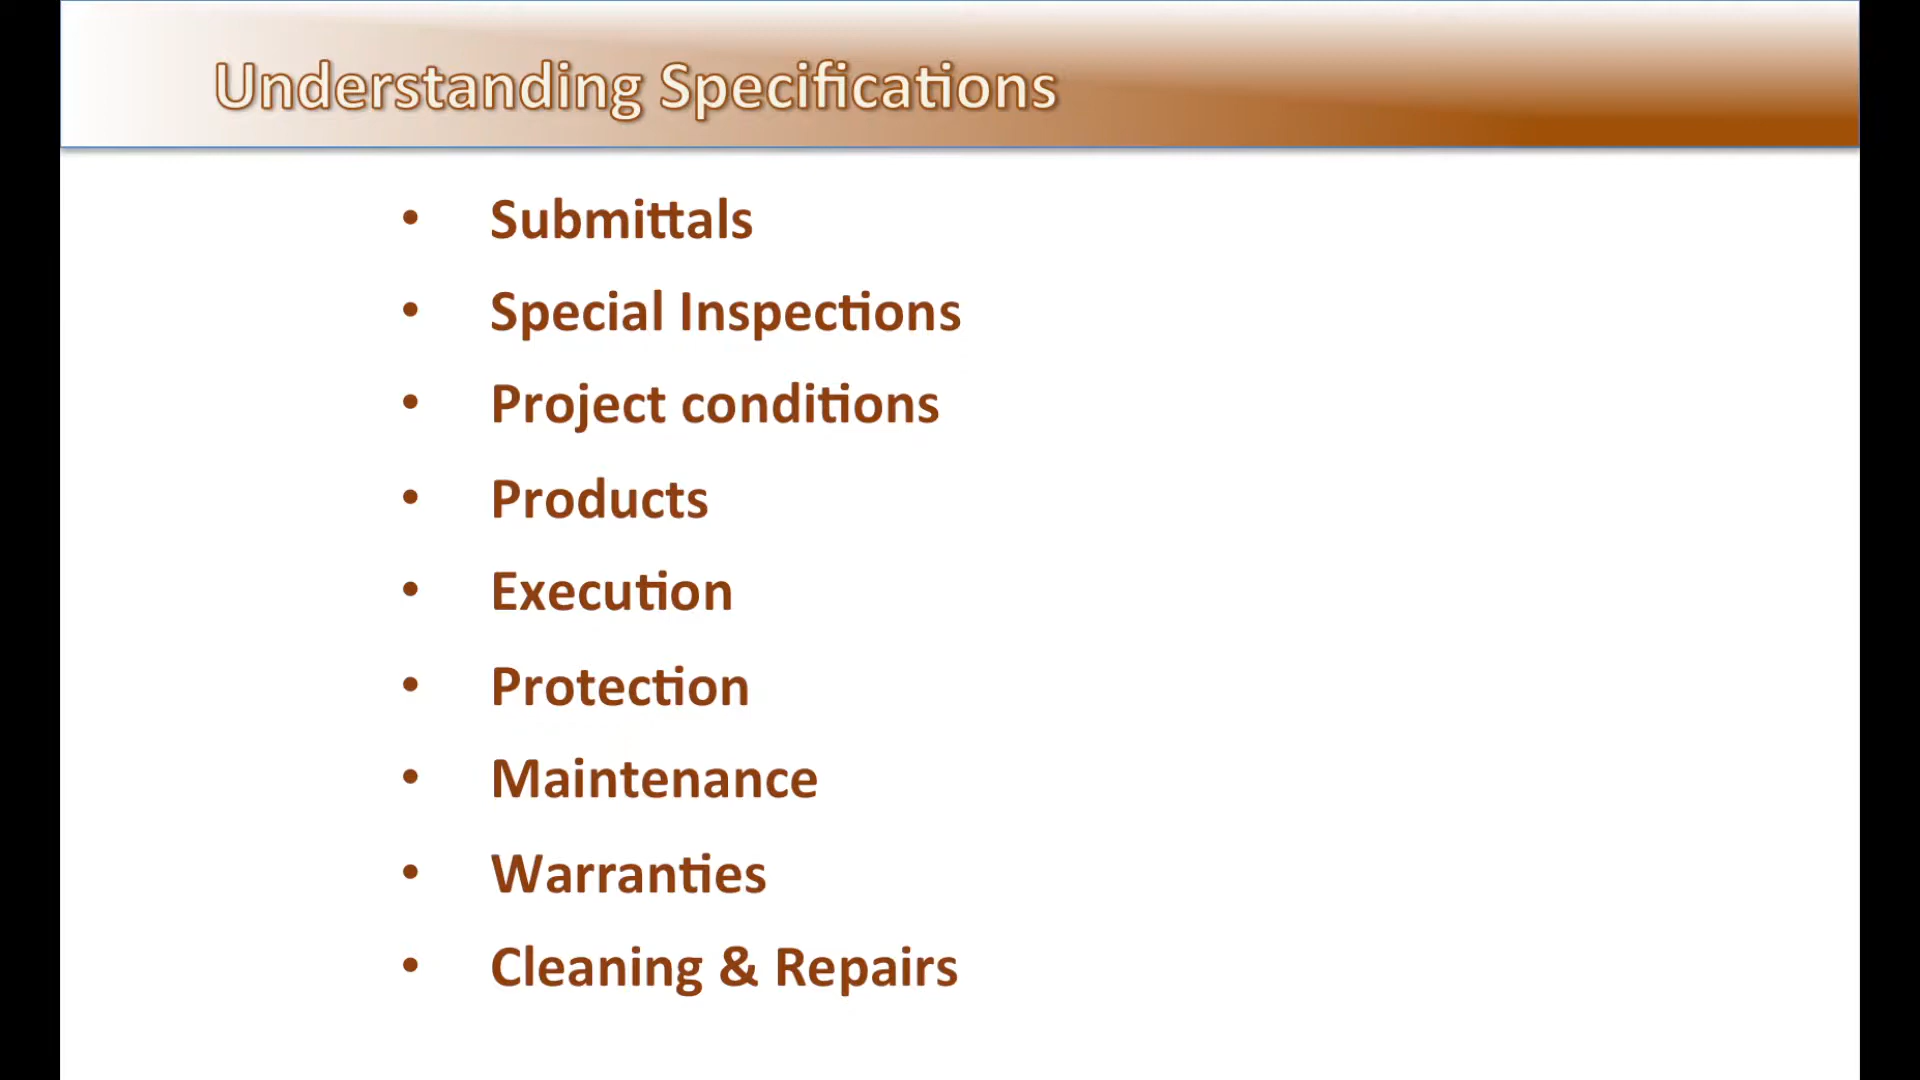 Understanding Specifications
• Submittals
• Special Inspections
• Project conditions
• Products
• Execution
• Protection
• Maintenance
• Warranties
• Cleaning & Repairs